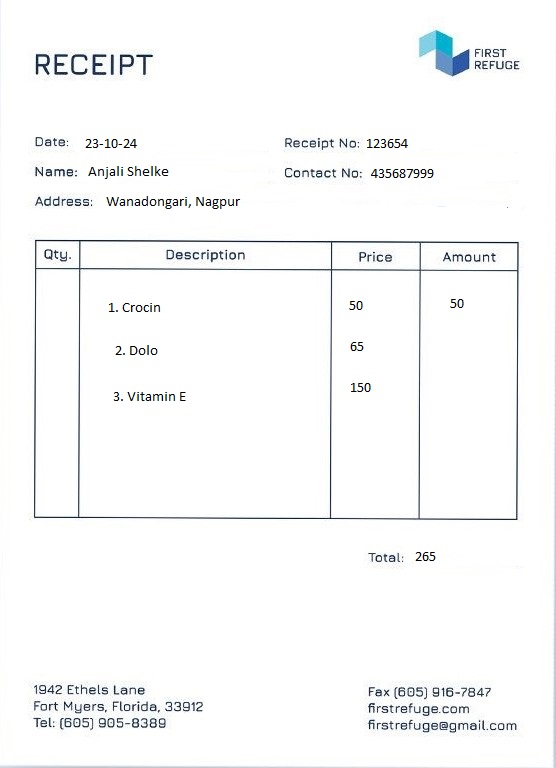 RECEIPT
FIRST
REFUGE
Date: 23-10-24
Receipt No: 123654
Name: Anjali Shelke
Contact No: 435687999
Address: Wanadongari, Nagpur
Qty. Description Price Amount
1. Crocin 50 50
2. Dolo 65
3. Vitamin E 150
Total: 265
1942 Ethels Lane
Fort Myers, Florida, 33912
Tel: (605) 905-8389
Fax (605) 916-7847
firstrefuge.com
firstrefuge@gmail.com